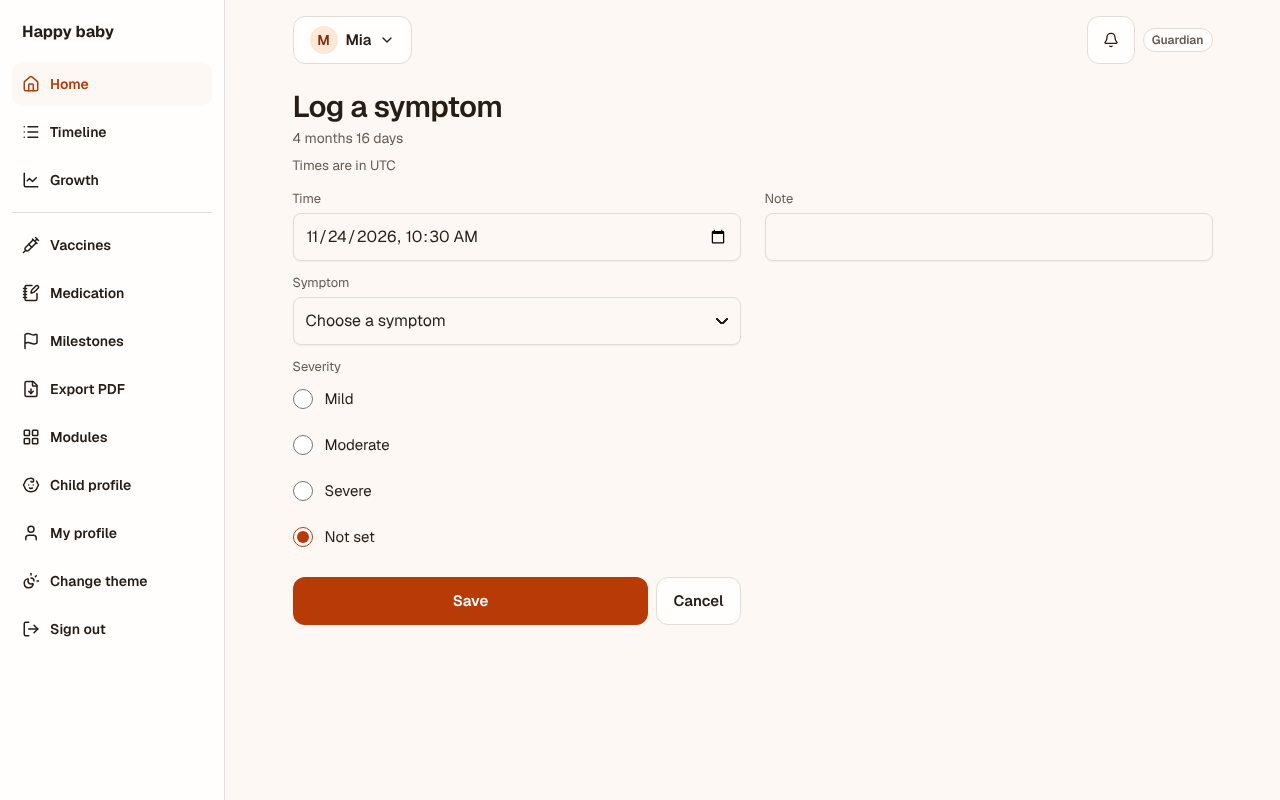 Happy baby
Home
Timeline
Growth
Vaccines
Medication
Milestones
Export PDF
Modules
Child profile
My profile
Change theme
Sign out
M Mia
Guardian
Log a symptom
4 months 16 days
Times are in UTC
Time
11/24/2026, 10:30 AM
Note
Symptom
Choose a symptom
Severity
Mild
Moderate
Severe
Not set
Save
Cancel